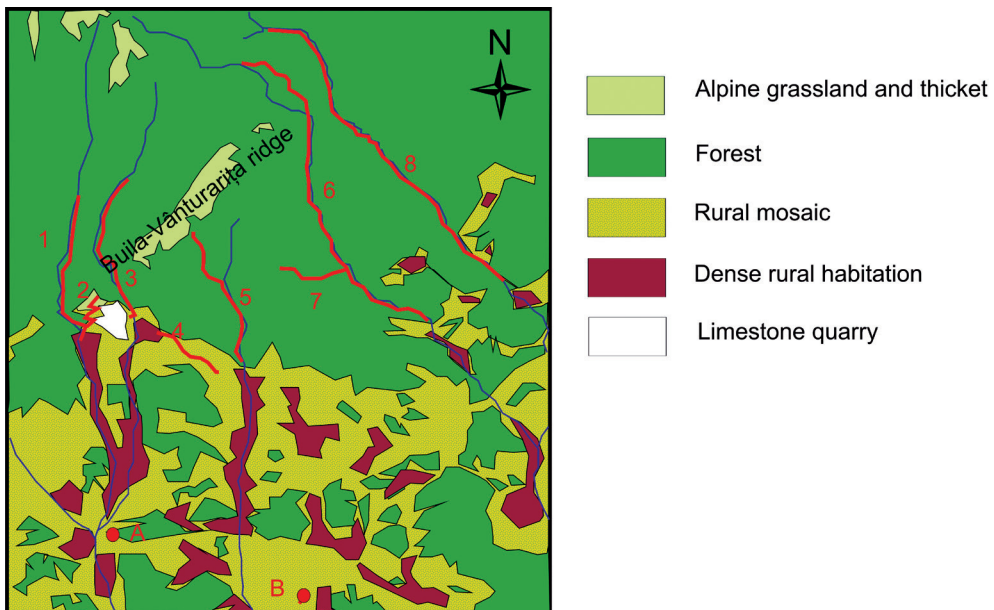 N
Buila-Vânturarița ridge
1
2
3
4
5
6
7
8
A
B
Alpine grassland and thicket
Forest
Rural mosaic
Dense rural habitation
Limestone quarry